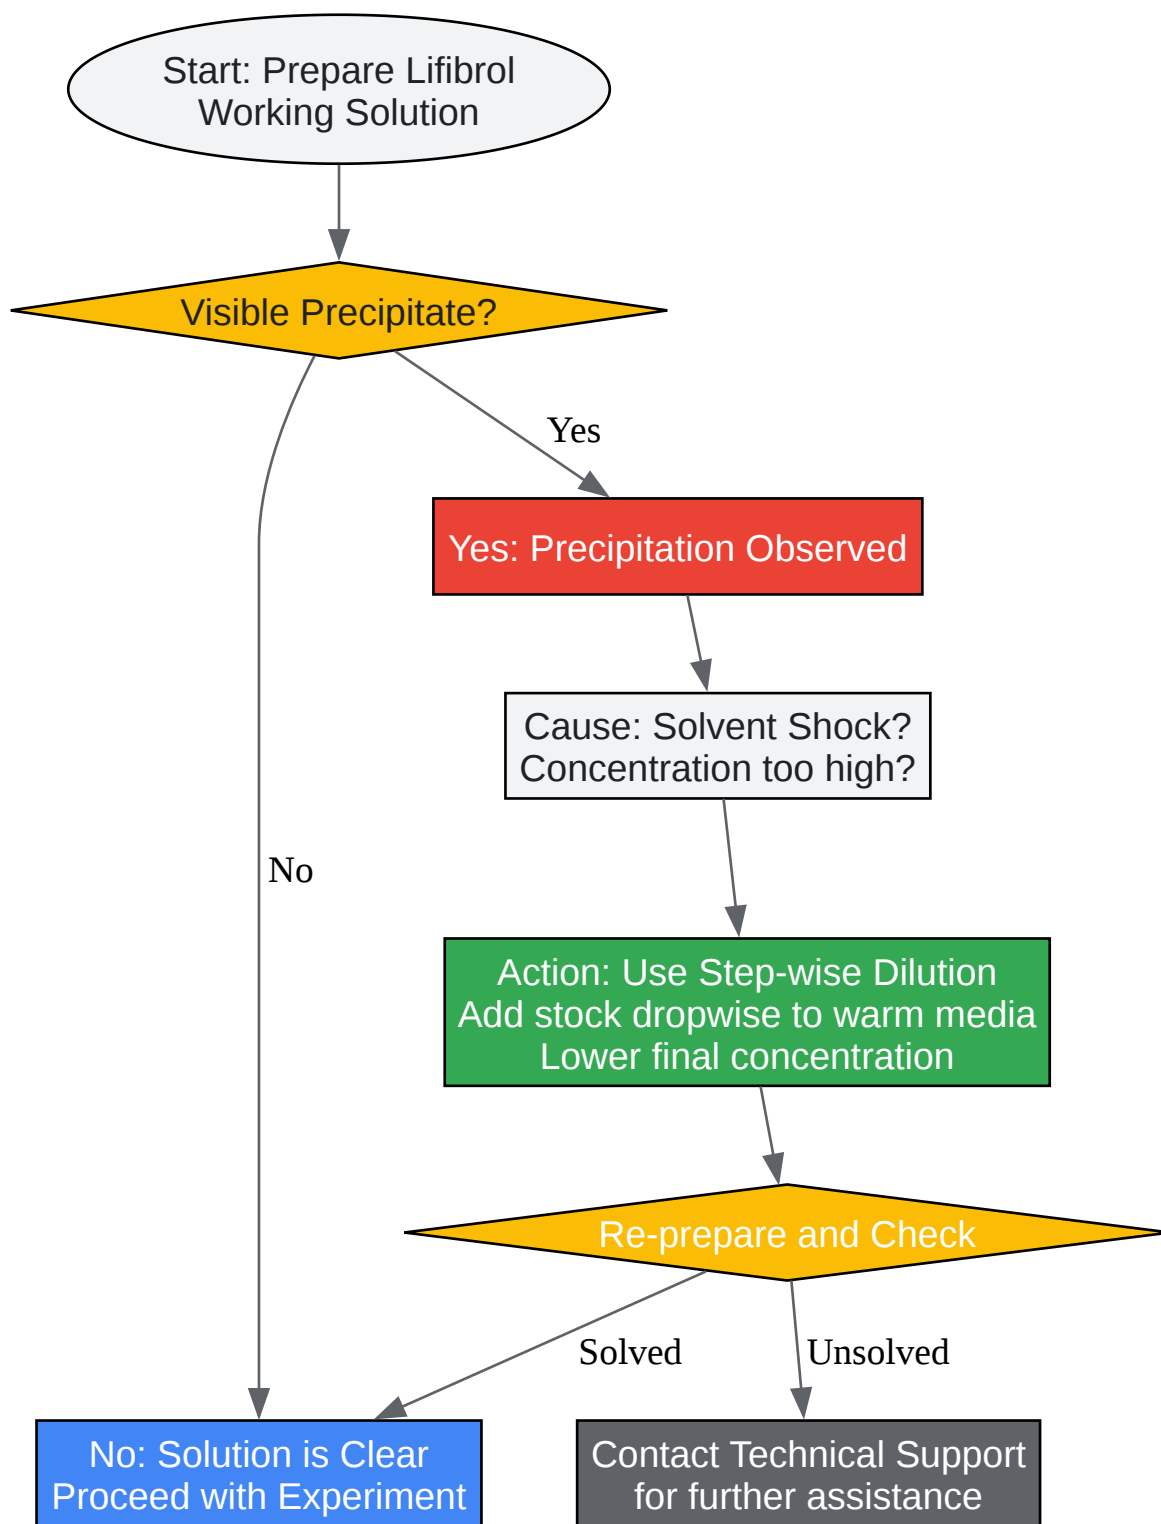 Start: Prepare Lifibrol
Working Solution
Visible Precipitate?
Yes
Yes: Precipitation Observed
Cause: Solvent Shock?
Concentration too high?
No
Action: Use Step-wise Dilution
Add stock dropwise to warm media
Lower final concentration
Re-prepare and Check
Solved
Unsolved
No: Solution is Clear
Proceed with Experiment
Contact Technical Support
for further assistance